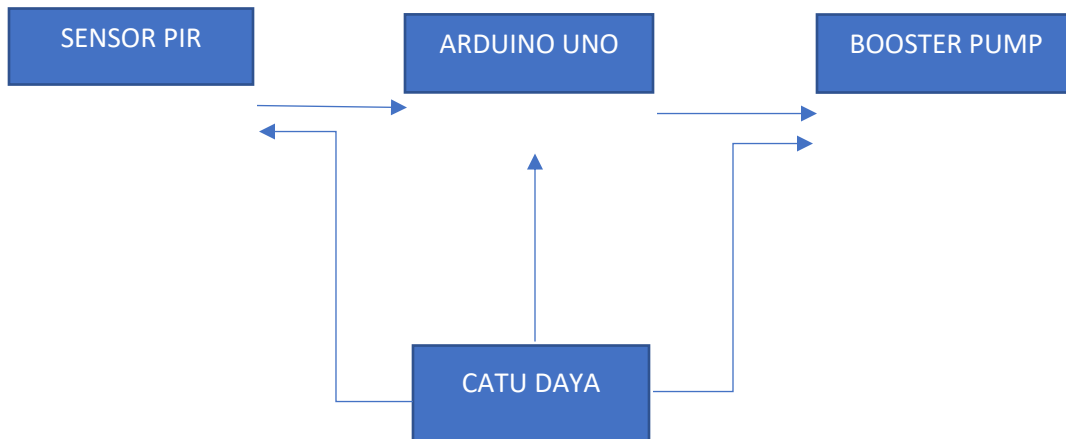 SENSOR PIR
ARDUINO UNO
BOOSTER PUMP
CATU DAYA